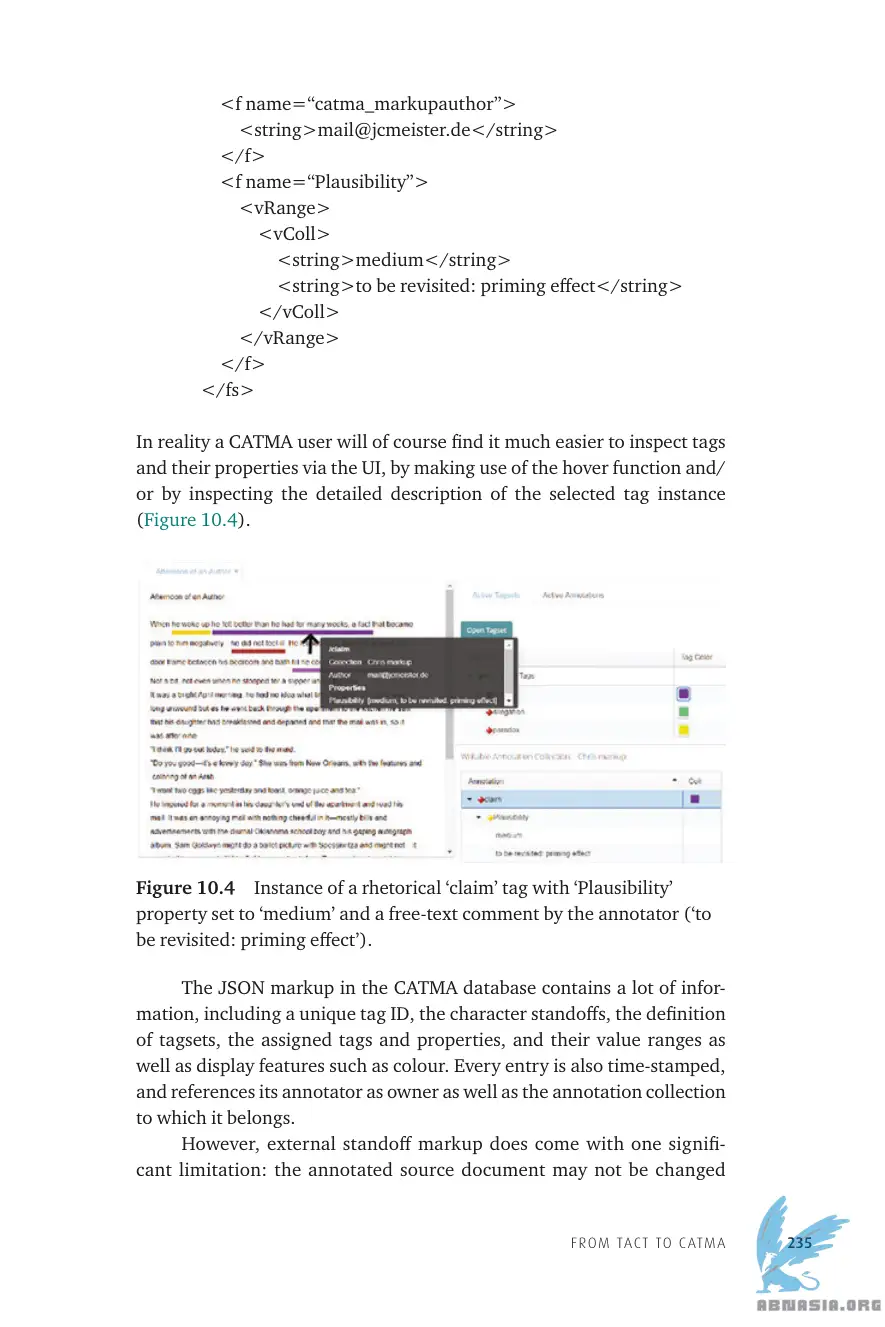 <f name=“catma_markupauthor”>
<string>mail@jcmeister.de</string>
</f>
<f name=“Plausibility”>
<vRange>
<vColl>
<string>medium</string>
<string>to be revisited: priming effect</string>
</vColl>
</vRange>
</f>
</fs>
In reality a CATMA user will of course find it much easier to inspect tags
and their properties via the UI, by making use of the hover function and/
or by inspecting the detailed description of the selected tag instance
(Figure 10.4).
Afternoon of an Author
Afternoon of an Author
When he woke up he felt better than he had for many weeks, a fact that became
plain to him negatively he did not feel ill. He
door frame between his bedroom and bath till he
Not a bit, not even when he stooped for a slipper
It was a bright April morning, he had no idea what
long unwound but as he went back through the
that his daughter had breakfasted and departed and that the mail was in, so it
was after nine.
"I think I'll go out today," he said to the maid.
"Do you good—it's a lovely day." She was from New Orleans, with the features and
coloring of an Arab.
"I want two eggs like yesterday and toast, orange juice and tea."
He lingered for a moment in his daughter's end of the apartment and read his
mail. It was an annoying mail with nothing cheerful in it—mostly bills and
advertisements with the diurnal Oklahoma school boy and his gaping autograph
album. Sam Goldwyn might do a ballet picture with Spessiwitza and might not
/claim
Collection Chris markup
Author mail@jcmeister.de
Properties
Plausibility [medium, to be revisited: priming effect]
Active Tagsets Active Annotations
Open Tagset
Tags Tag Color
allegation
paradox
Writable Annotation Collection: Chris markup
Annotation
claim
Plausibility
medium
to be revisited: priming effect
Figure 10.4 Instance of a rhetorical ‘claim’ tag with ‘Plausibility’
property set to ‘medium’ and a free-text comment by the annotator (‘to
be revisited: priming effect’).
The JSON markup in the CATMA database contains a lot of infor-
mation, including a unique tag ID, the character standoffs, the definition
of tagsets, the assigned tags and properties, and their value ranges as
well as display features such as colour. Every entry is also time-stamped,
and references its annotator as owner as well as the annotation collection
to which it belongs.
However, external standoff markup does come with one signifi-
cant limitation: the annotated source document may not be changed
FROM TACT TO CATMA 235
ABNASIA.ORG